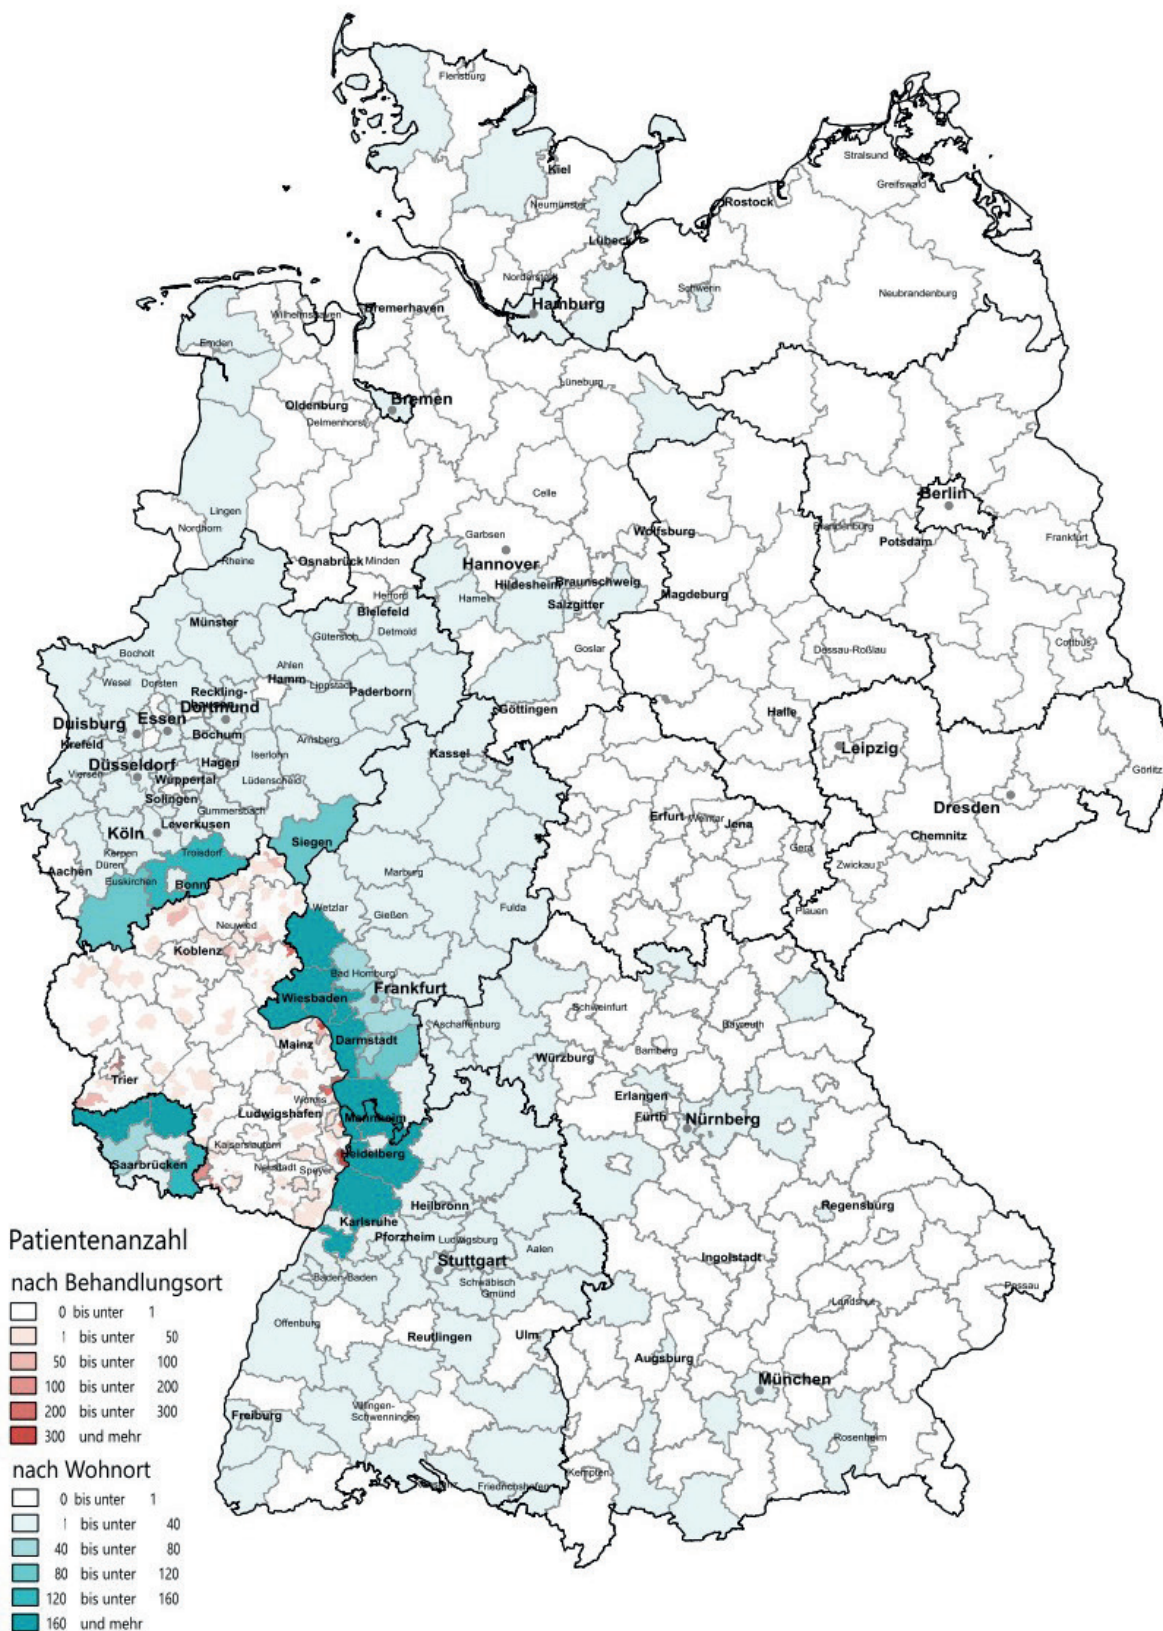 Flensburg
Kiel
Neumünster
Lübeck
Norderstedt
Hamburg
Stralsund
Greifswald
Rostock
Schwerin
Neubrandenburg
Wilhelmshaven
Bremerhaven
Emden
Oldenburg
Delmenhorst
Bremen
Lüneburg
Celle
Lingen
Nordhorn
Rheine
Osnabrück
Minden
Garbsen
Hannover
Wolfsburg
Berlin
Brandenburg
Potsdam
Frankfurt
Herford
Bielefeld
Hameln
Hildesheim
Braunschweig
Salzgitter
Magdeburg
Münster
Gütersloh
Detmold
Goslar
Dessau-Roßlau
Cottbus
Bocholt
Ahlen
Hamm
Lippstadt
Paderborn
Wesel
Dorsten
Reckling-
hausen
Dortmund
Duisburg
Essen
Bochum
Göttingen
Halle
Leipzig
Görlitz
Krefeld
Arnsberg
Kassel
Iserlohn
Hagen
Viersen
Düsseldorf
Wuppertal
Lüdenscheid
Solingen
Gummersbach
Dresden
Köln
Leverkusen
Siegen
Erfurt
Weimar
Jena
Gera
Chemnitz
Zwickau
Kerpen
Troisdorf
Aachen
Düren
Euskirchen
Bonn
Marburg
Plauen
Wetzlar
Gießen
Fulda
Neuwied
Koblenz
Bad Homburg
Frankfurt
Wiesbaden
Schweinfurt
Aschaffenburg
Bayreuth
Mainz
Darmstadt
Würzburg
Bamberg
Trier
Worms
Erlangen
Fürth
Nürnberg
Ludwigshafen
Mannheim
Kaiserslautern
Heidelberg
Saarbrücken
Neustadt
Speyer
Heilbronn
Regensburg
Karlsruhe
Pforzheim
Ludwigsburg
Aalen
Ingolstadt
Stuttgart
Baden-Baden
Schwäbisch
Gmünd
Passau
Landshut
Offenburg
Reutlingen
Ulm
Augsburg
München
Freiburg
Villingen-
Schwenningen
Rosenheim
Kempten
Konstanz
Friedrichshafen
Patientenanzahl
nach Behandlungsort
0 bis unter 1
1 bis unter 50
50 bis unter 100
100 bis unter 200
200 bis unter 300
300 und mehr
nach Wohnort
0 bis unter 1
1 bis unter 40
40 bis unter 80
80 bis unter 120
120 bis unter 160
160 und mehr